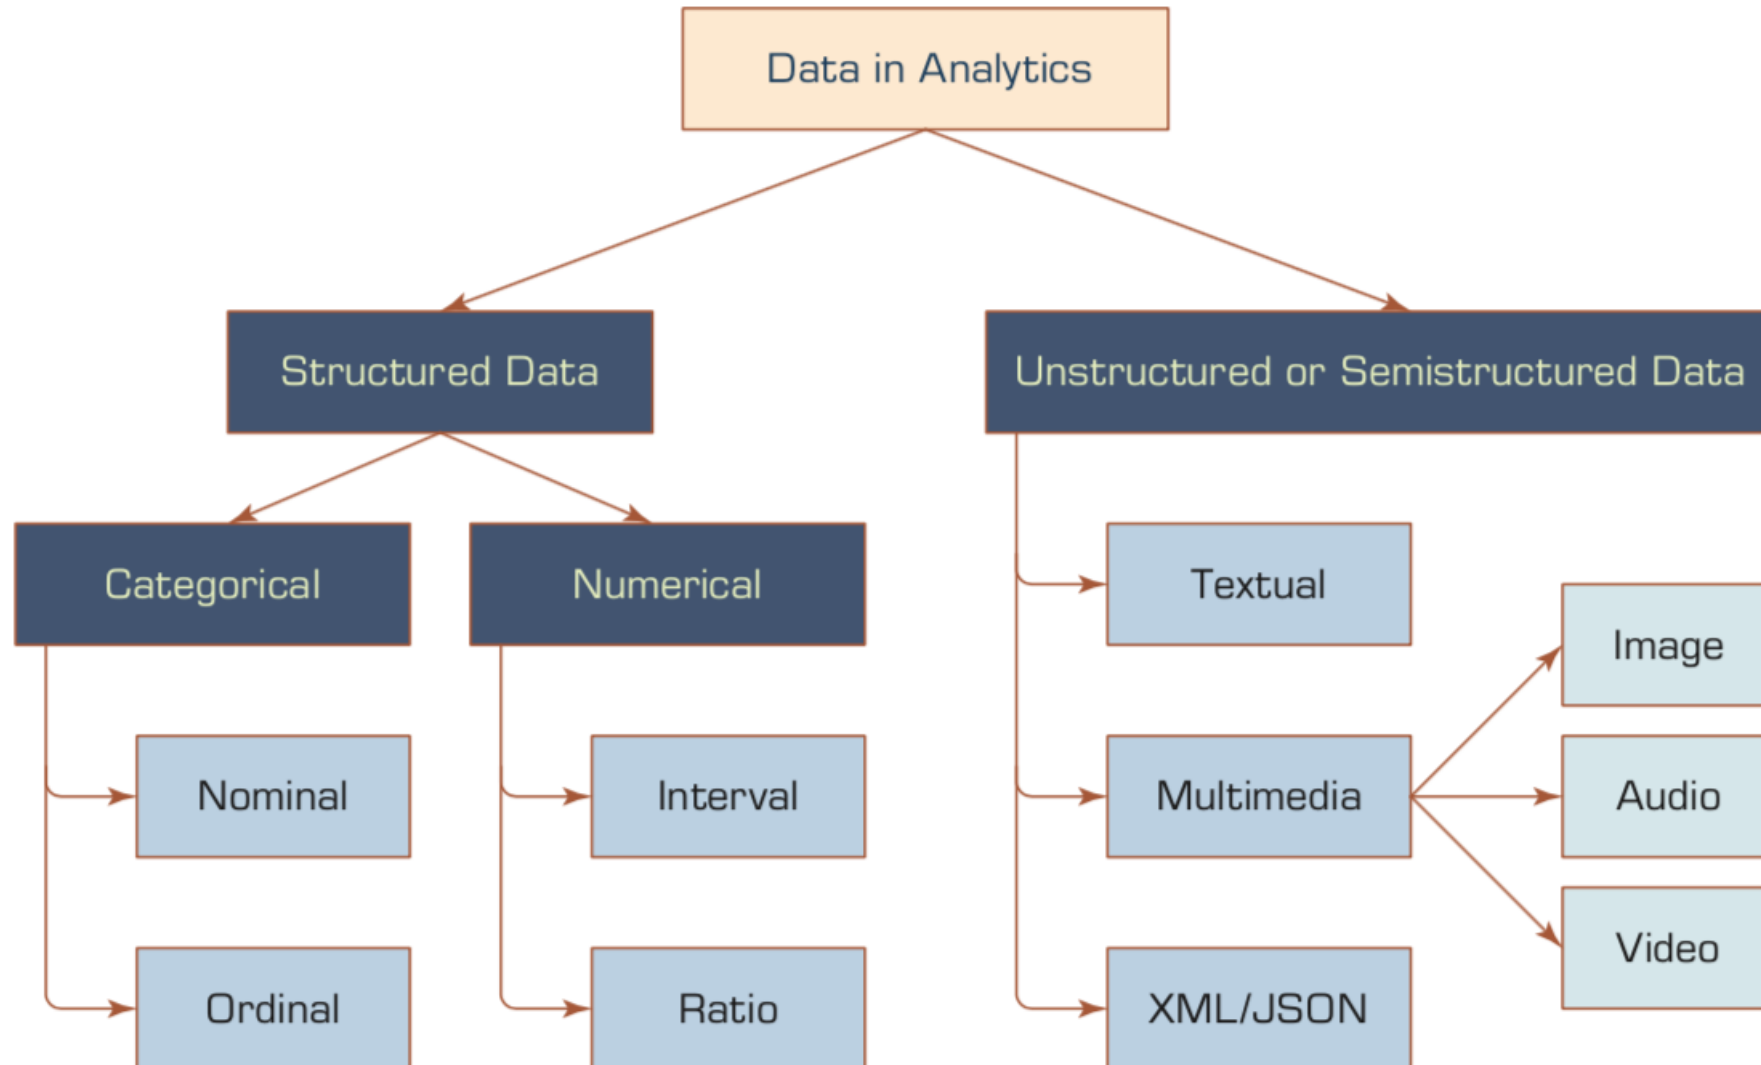 Data in Analytics
Structured Data
Unstructured or Semistructured Data
Categorical
Numerical
Textual
Image
Nominal
Interval
Multimedia
Audio
Video
Ordinal
Ratio
XML/JSON